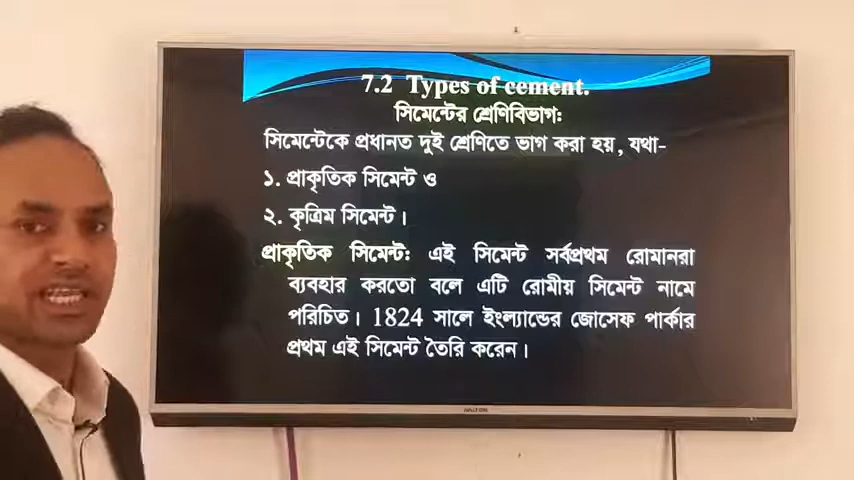 7.2 Types of cement.
সিমেন্টের শ্রেণিবিভাগ:
সিমেন্টেকে প্রধানত দুই শ্রেণিতে ভাগ করা হয়, যথা-
১. প্রাকৃতিক সিমেন্ট ও
২. কৃত্রিম সিমেন্ট।
প্রাকৃতিক সিমেন্ট: এই সিমেন্ট সর্বপ্রথম রোমানরা
ব্যবহার করতো বলে এটি রোমীয় সিমেন্ট নামে
পরিচিত। 1824 সালে ইংল্যান্ডের জোসেফ পার্কার
প্রথম এই সিমেন্ট তৈরি করেন।